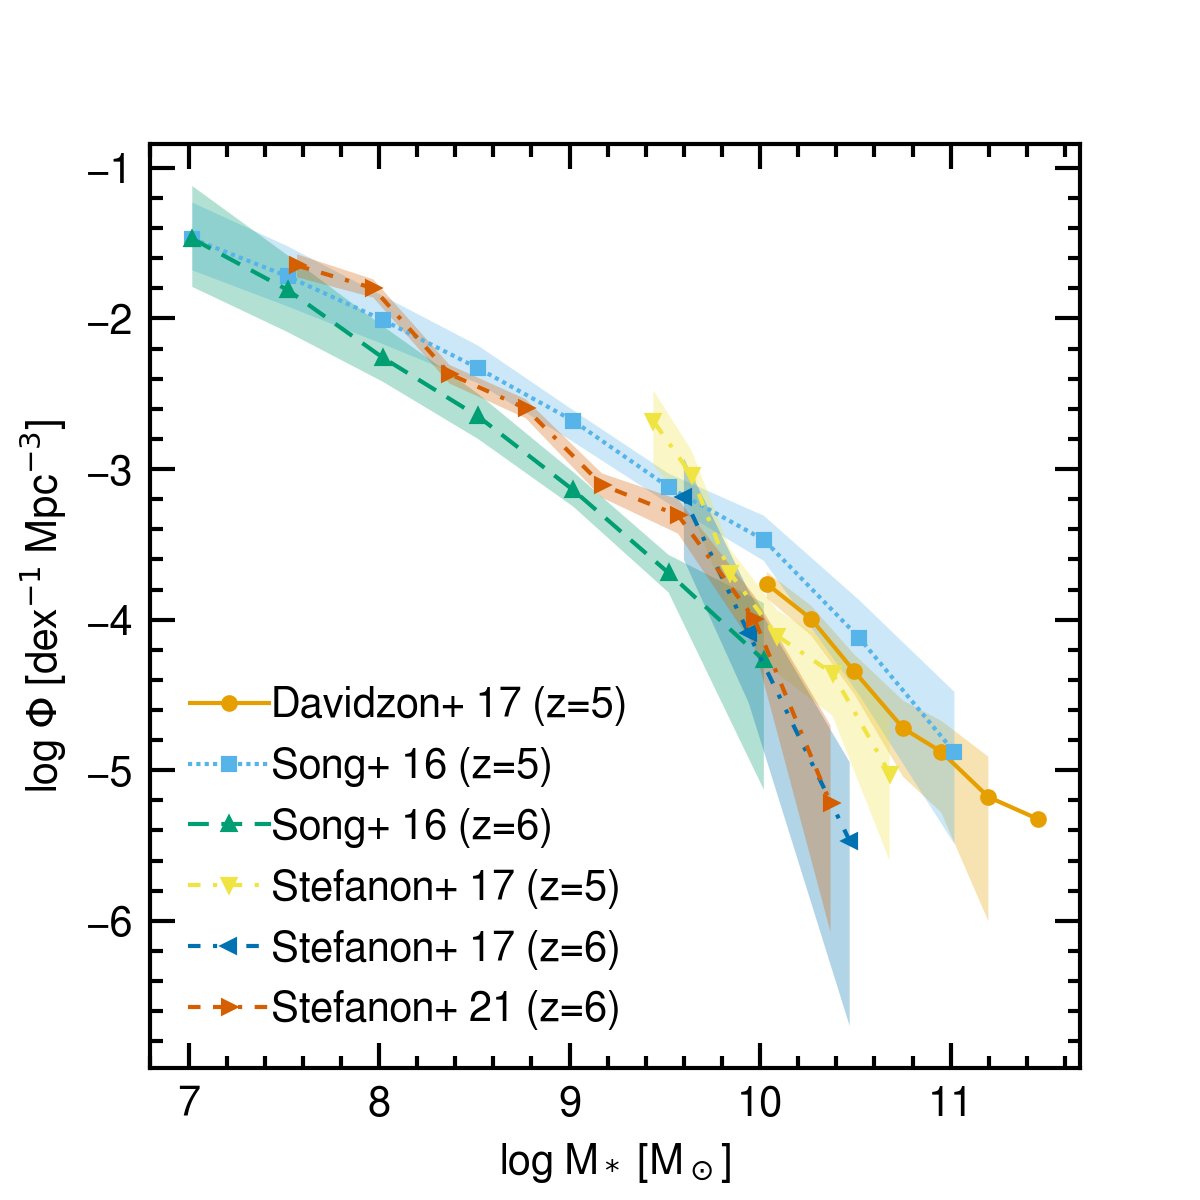 −1
−2
−3
−4
−5
−6
log Φ [dex⁻¹ Mpc⁻³]
Davidzon+ 17 (z=5)
Song+ 16 (z=5)
Song+ 16 (z=6)
Stefanon+ 17 (z=5)
Stefanon+ 17 (z=6)
Stefanon+ 21 (z=6)
7 8 9 10 11
log M∗ [M⊙]